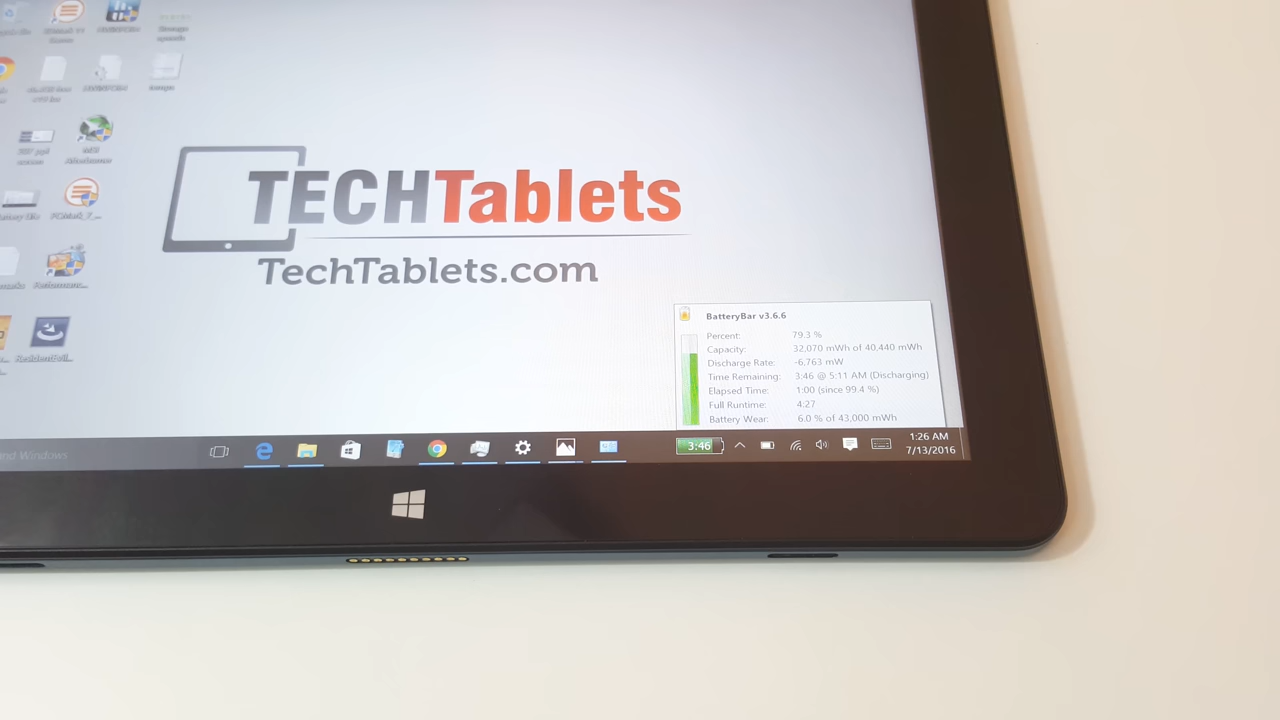 TECHTablets
TechTablets.com
ResidentEvil...
BatteryBar v3.6.6
Percent: 79.3 %
Capacity: 32,070 mWh of 40,440 mWh
Discharge Rate: -6,763 mW
Time Remaining: 3:46 @ 5:11 AM (Discharging)
Elapsed Time: 1:00 (since 99.4 %)
Full Runtime: 4:27
Battery Wear: 6.0 % of 43,000 mWh
and Windows
3:46
1:26 AM
7/13/2016